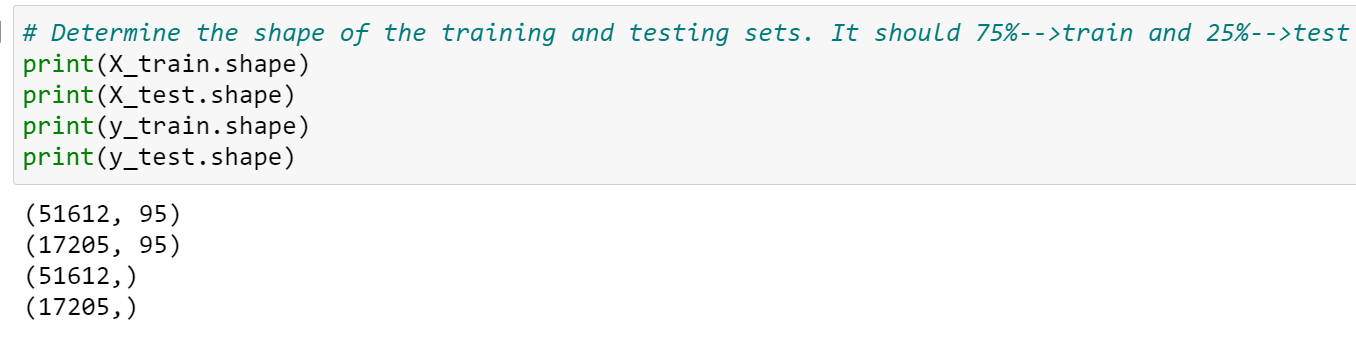 # Determine the shape of the training and testing sets. It should 75%-->train and 25%-->test
print(X_train.shape)
print(X_test.shape)
print(y_train.shape)
print(y_test.shape)
(51612, 95)
(17205, 95)
(51612,)
(17205,)